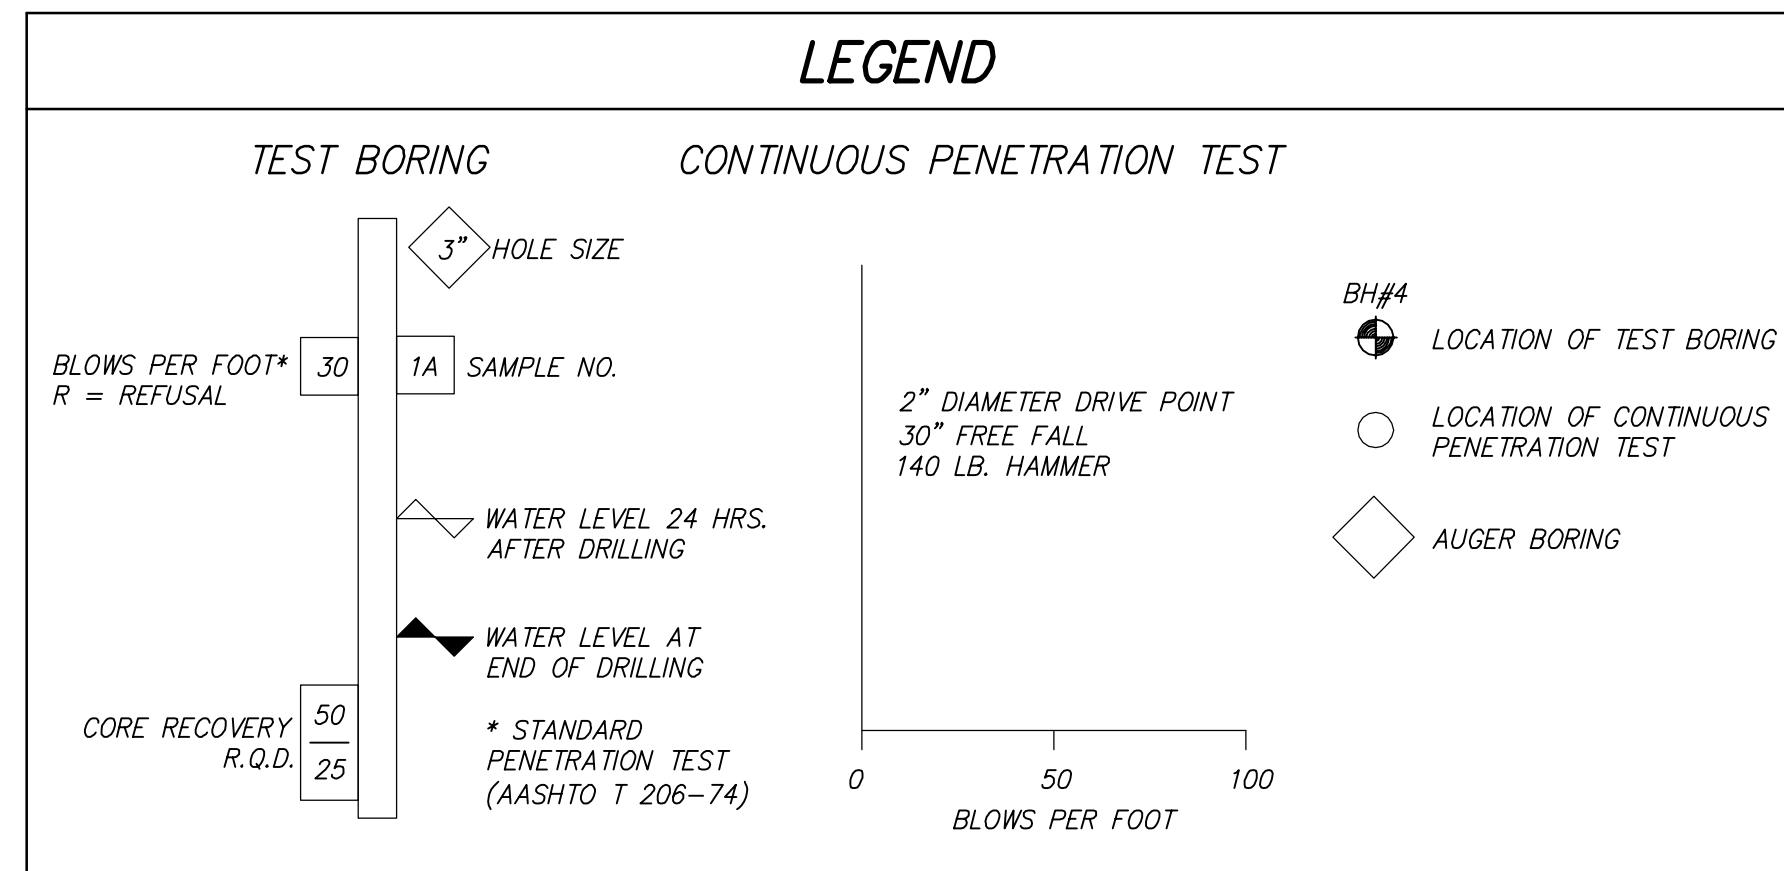 LEGEND
TEST BORING
3" HOLE SIZE
BLOWS PER FOOT* 30 1A SAMPLE NO.
R = REFUSAL
WATER LEVEL 24 HRS.
AFTER DRILLING
WATER LEVEL AT
END OF DRILLING
CORE RECOVERY 50
R.Q.D. 25
* STANDARD
PENETRATION TEST
(AASHTO T 206-74)
CONTINUOUS PENETRATION TEST
2" DIAMETER DRIVE POINT
30" FREE FALL
140 LB. HAMMER
0 50 100
BLOWS PER FOOT
BH#4
LOCATION OF TEST BORING
LOCATION OF CONTINUOUS
PENETRATION TEST
AUGER BORING